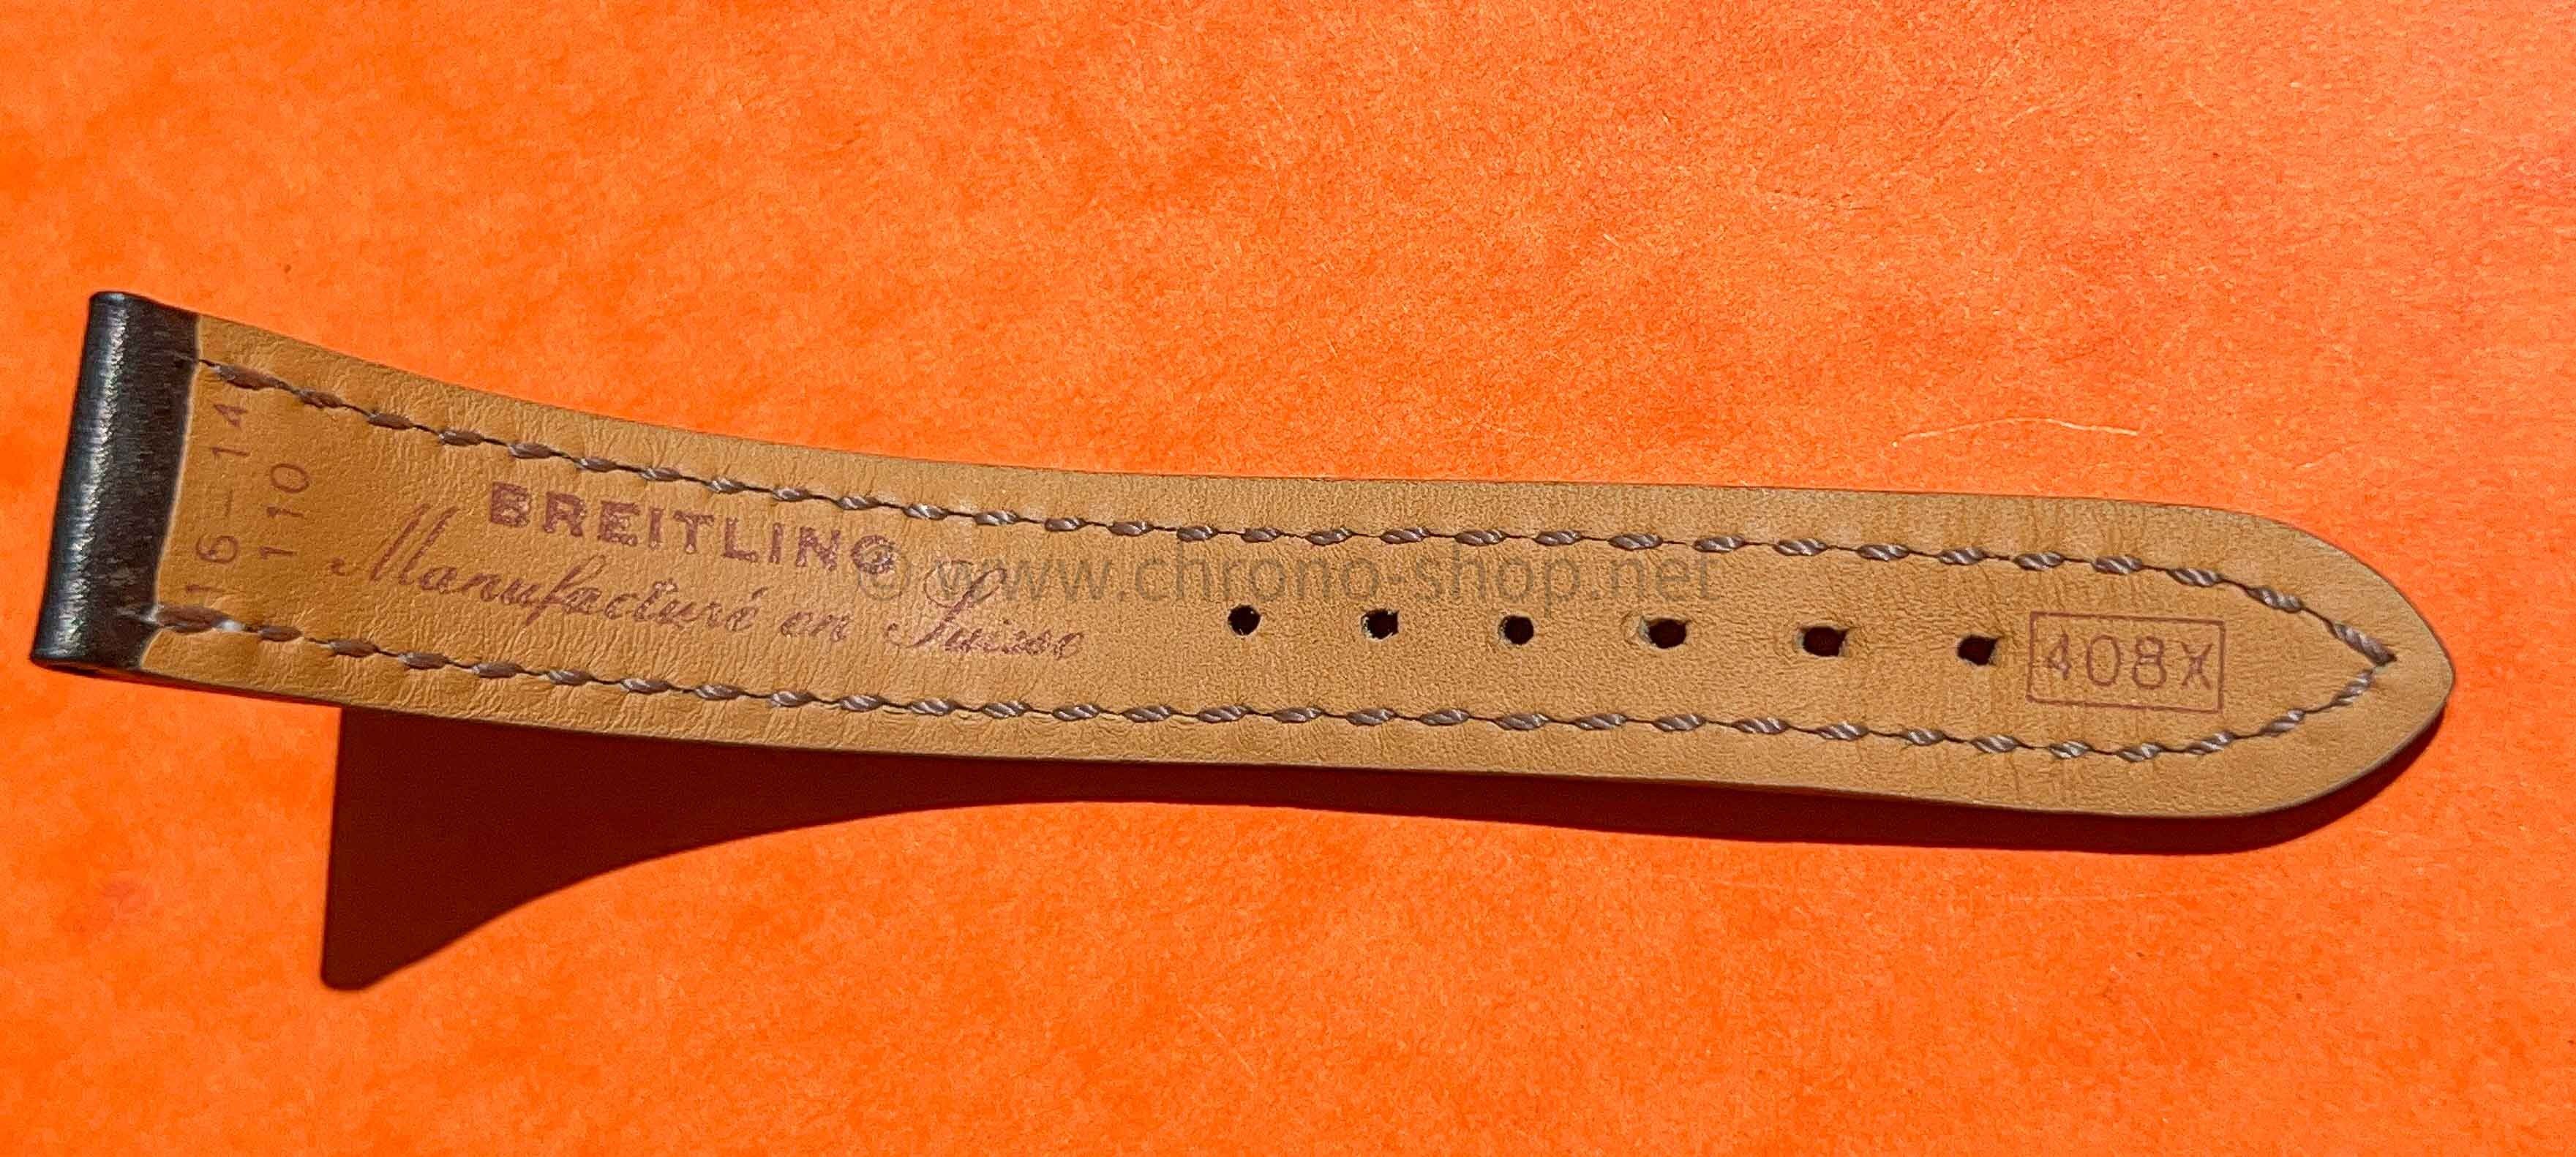 16-14
110
BREITLING
Manufacturé en Suisse
408X
© www.chrono-shop.net